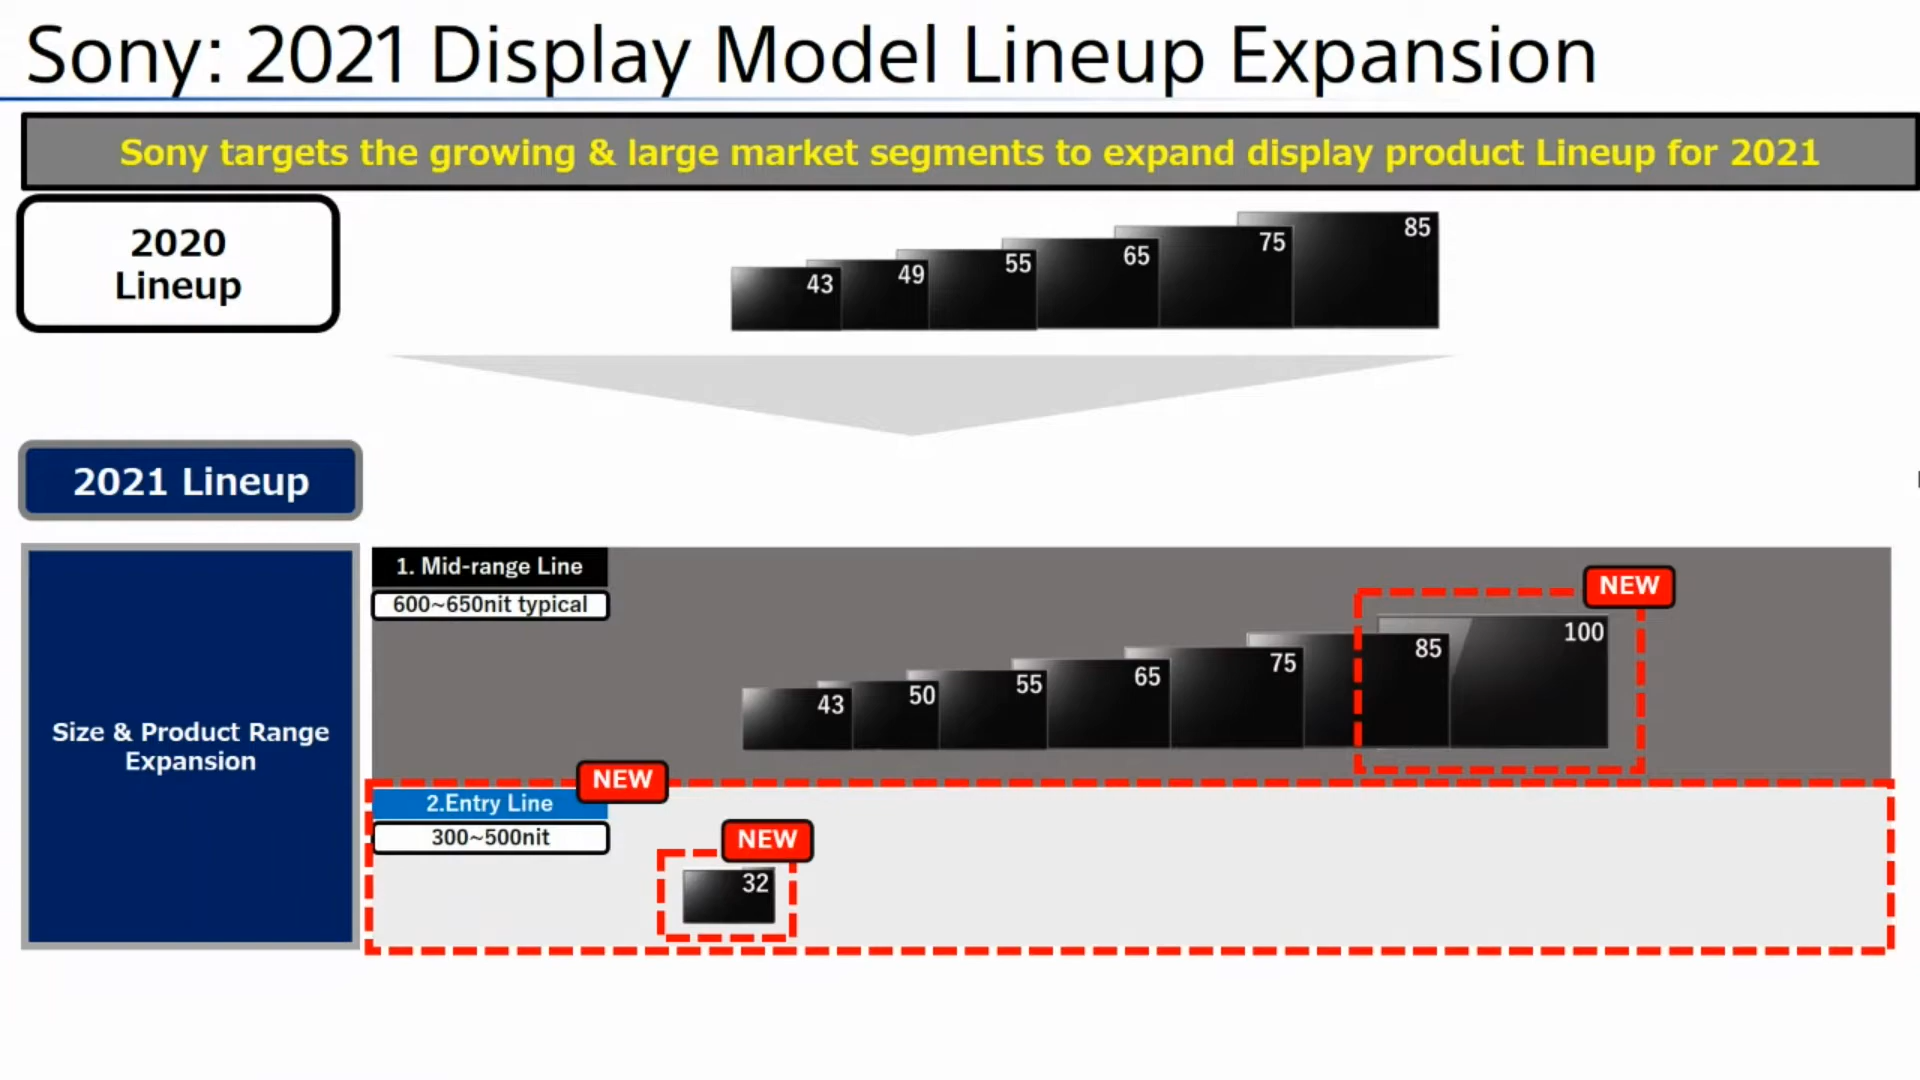 Sony: 2021 Display Model Lineup Expansion
Sony targets the growing & large market segments to expand display product Lineup for 2021
2020
Lineup
43
49
55
65
75
85
2021 Lineup
Size & Product Range
Expansion
1. Mid-range Line
600~650nit typical
43
50
55
65
75
85
100
NEW
2.Entry Line
NEW
300~500nit
NEW
32